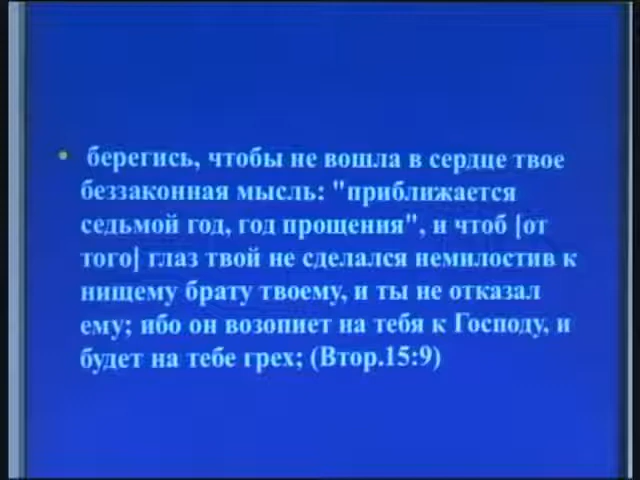 • берегись, чтобы не вошла в сердце твое
беззаконная мысль: "приближается
седьмой год, год прощения", и чтоб [от
того] глаз твой не сделался немилостив к
нищему брату твоему, и ты не отказал
ему; ибо он возопиет на тебя к Господу, и
будет на тебе грех; (Втор.15:9)